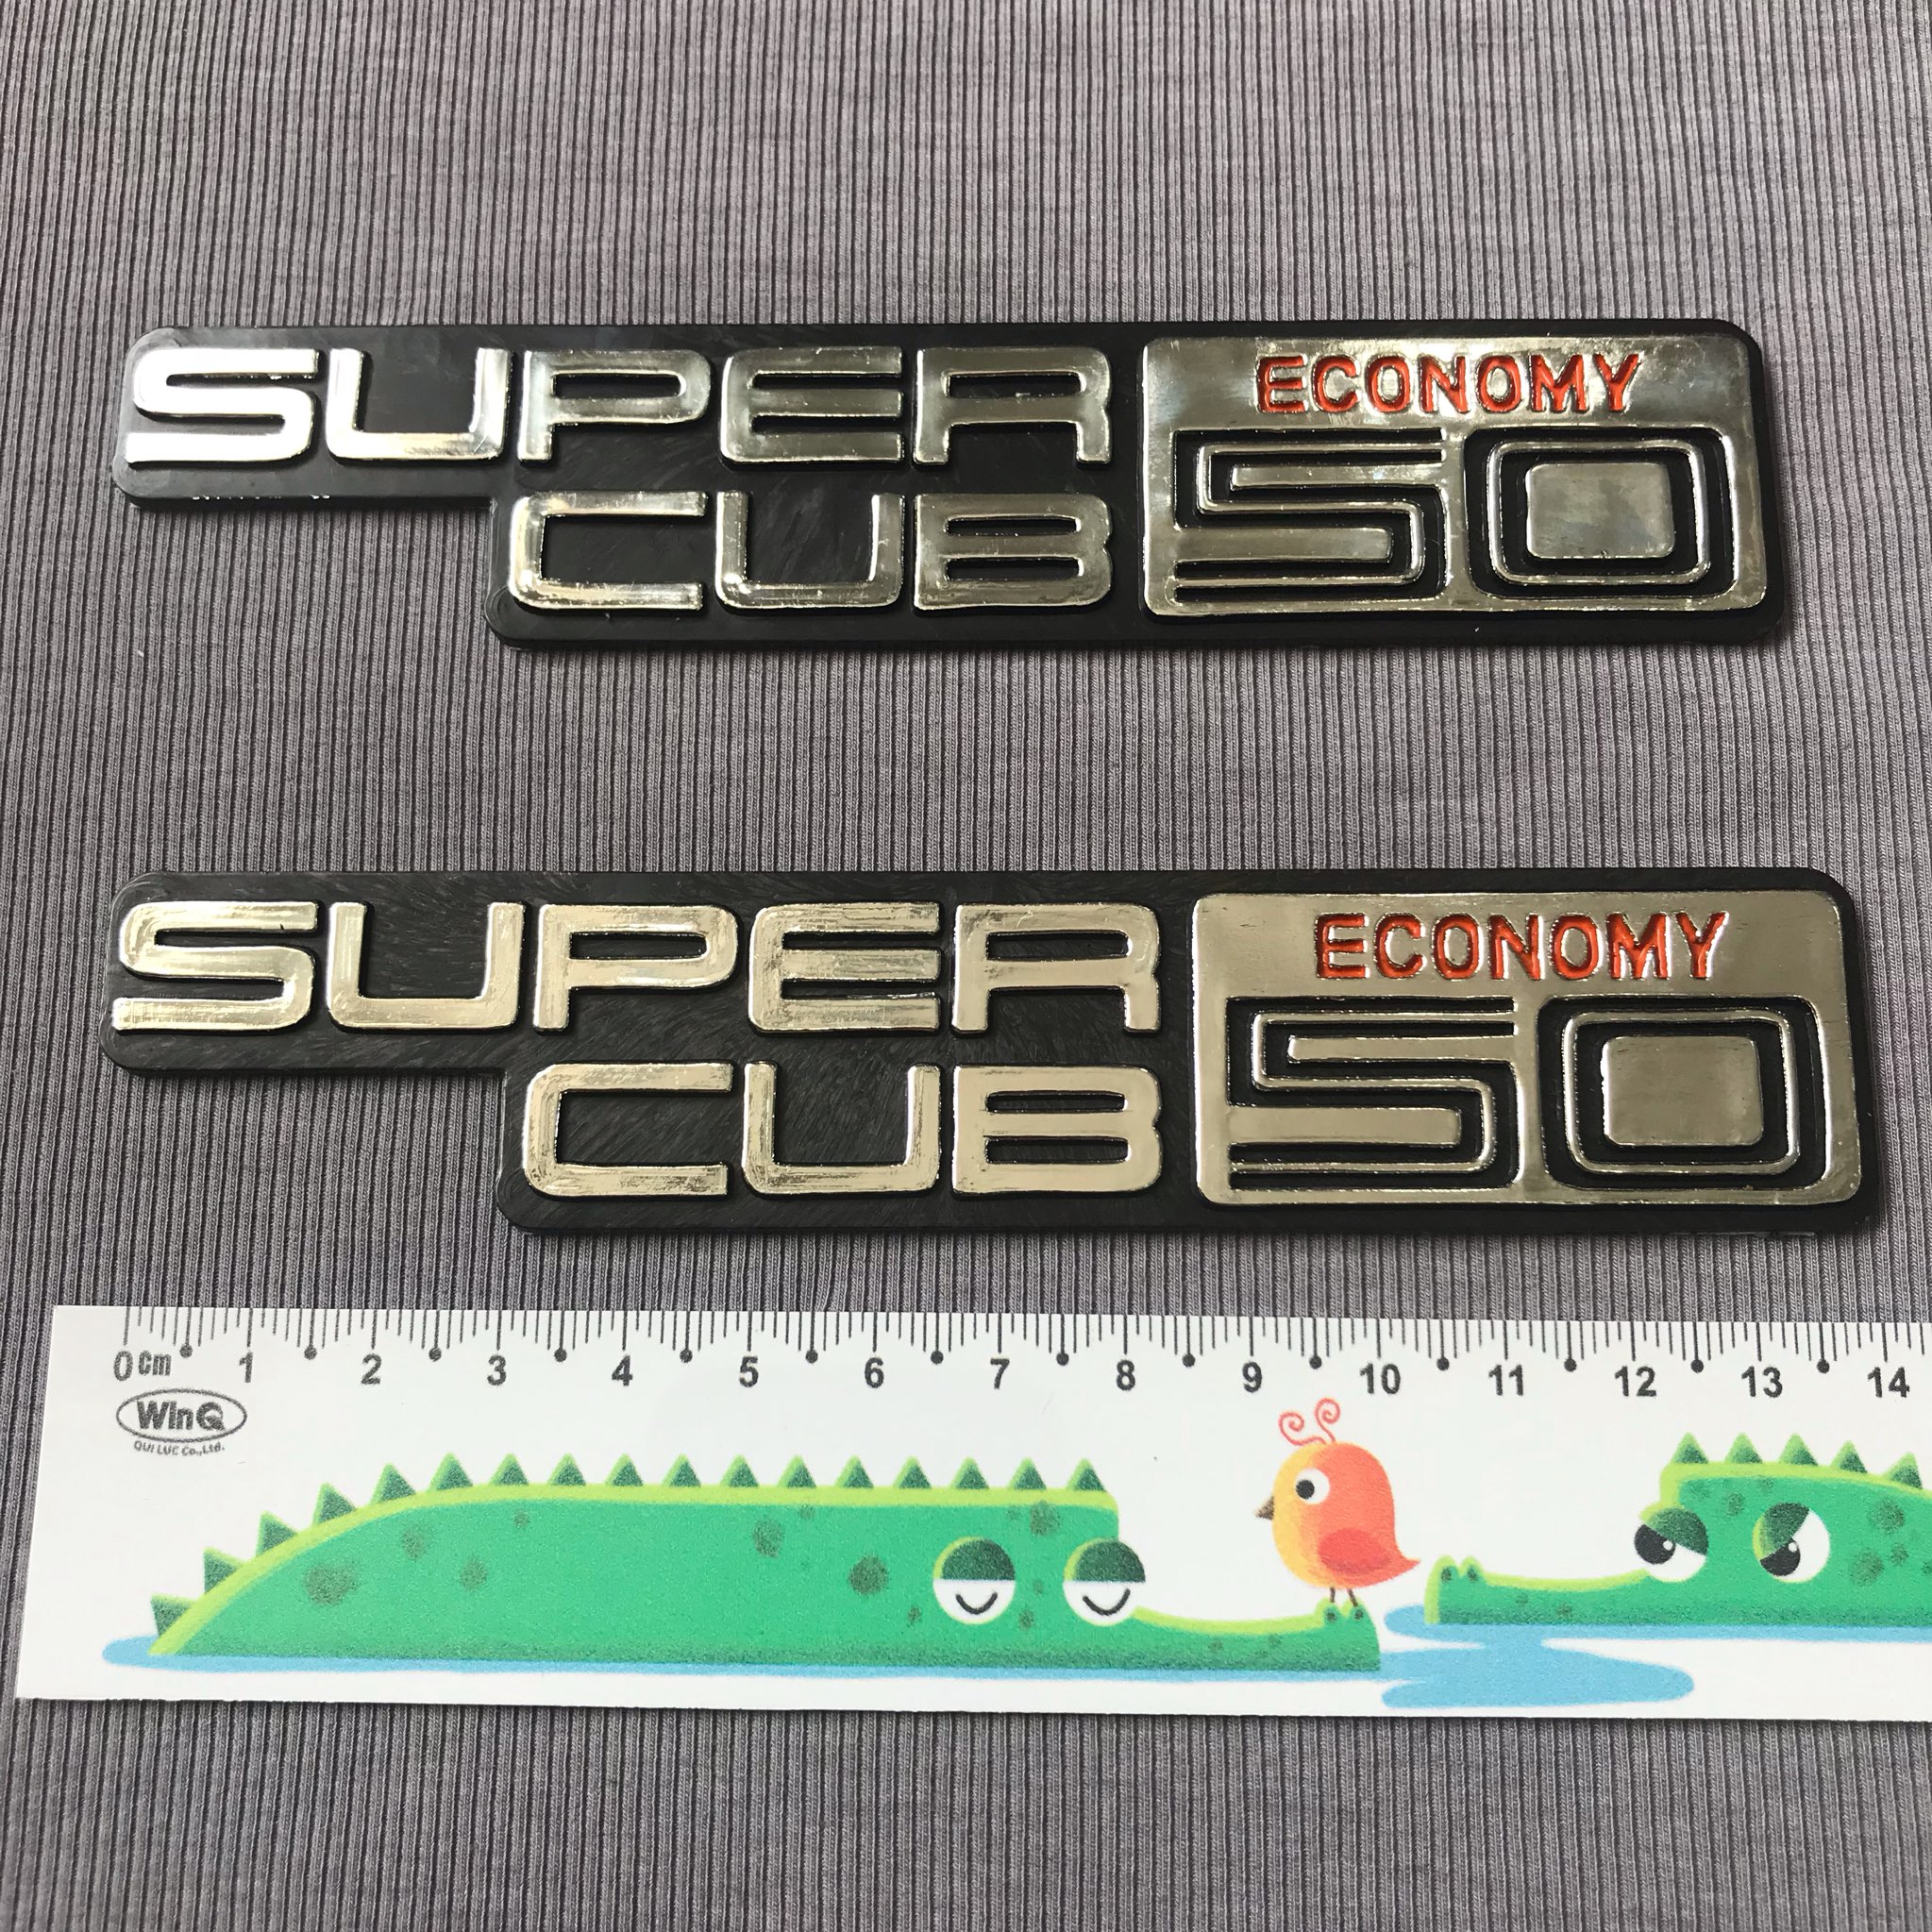 SUPER ECONOMY
CUB 50
SUPER ECONOMY
CUB 50
0cm 1 2 3 4 5 6 7 8 9 10 11 12 13 14
WinQ
QUI LUC Co.,Ltd.